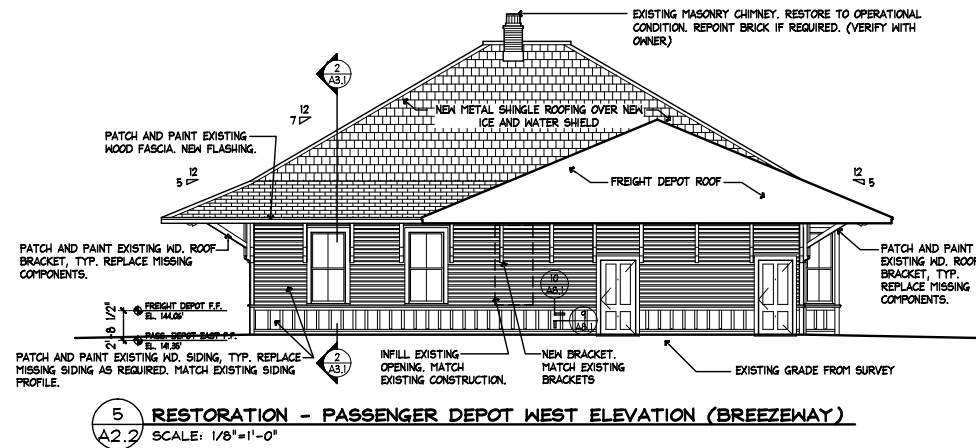 EXISTING MASONRY CHIMNEY. RESTORE TO OPERATIONAL
CONDITION. REPOINT BRICK IF REQUIRED. (VERIFY WITH
OWNER)
2
A3.1
12
7
NEW METAL SHINGLE ROOFING OVER NEW
ICE AND WATER SHIELD
PATCH AND PAINT EXISTING
WOOD FASCIA. NEW FLASHING.
12
5
FREIGHT DEPOT ROOF
12
5
PATCH AND PAINT EXISTING WD. ROOF
BRACKET, TYP. REPLACE MISSING
COMPONENTS.
PATCH AND PAINT
EXISTING WD. ROOF
BRACKET, TYP.
REPLACE MISSING
COMPONENTS.
10
A8.1
9
A8.1
2'-8 1/2"
FREIGHT DEPOT F.F.
EL. 144.06'
PASS. DEPOT EAST F.F.
EL. 141.36'
PATCH AND PAINT EXISTING WD. SIDING, TYP. REPLACE
MISSING SIDING AS REQUIRED. MATCH EXISTING SIDING
PROFILE.
2
A3.1
INFILL EXISTING
OPENING. MATCH
EXISTING CONSTRUCTION.
NEW BRACKET.
MATCH EXISTING
BRACKETS
EXISTING GRADE FROM SURVEY
5
A2.2
RESTORATION - PASSENGER DEPOT WEST ELEVATION (BREEZEWAY)
SCALE: 1/8"=1'-0"